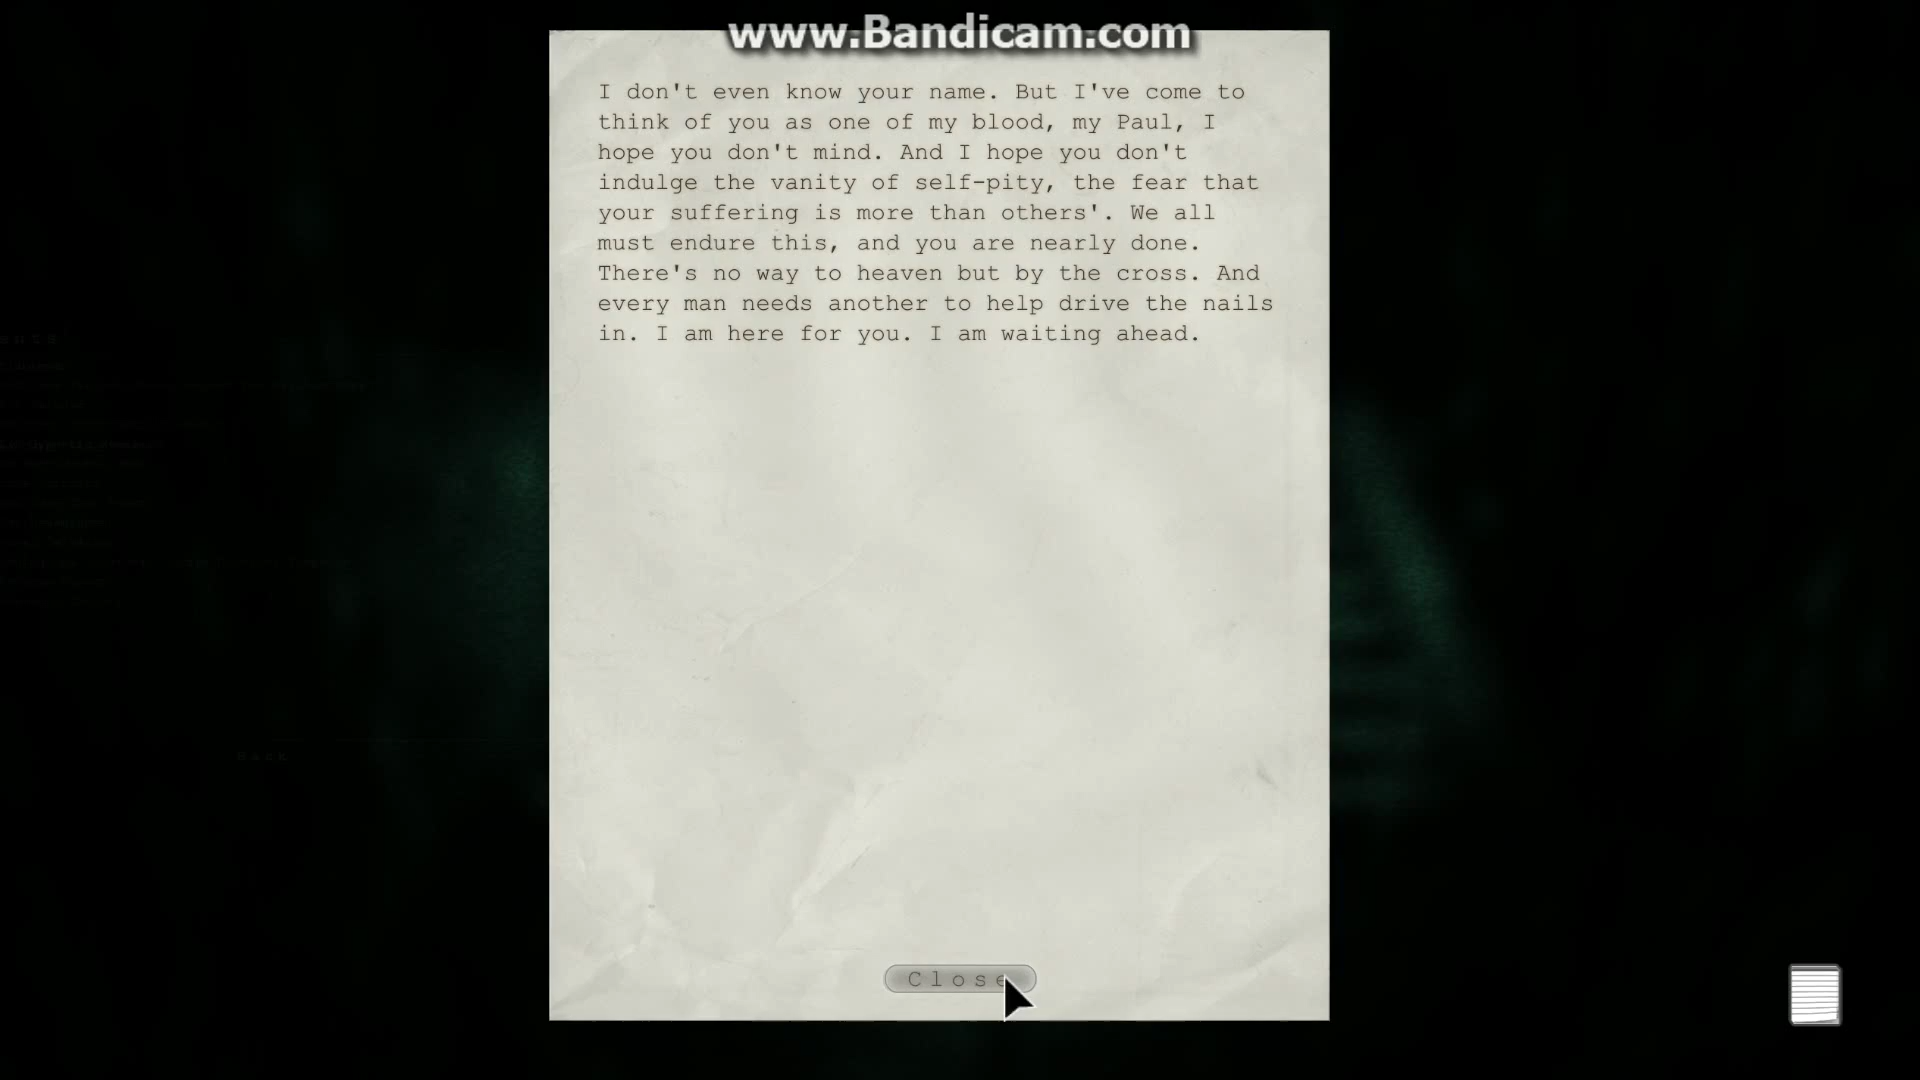 www.Bandicam.com
I don't even know your name. But I've come to
think of you as one of my blood, my Paul, I
hope you don't mind. And I hope you don't
indulge the vanity of self-pity, the fear that
your suffering is more than others'. We all
must endure this, and you are nearly done.
There's no way to heaven but by the cross. And
every man needs another to help drive the nails
in. I am here for you. I am waiting ahead.
Back
Close